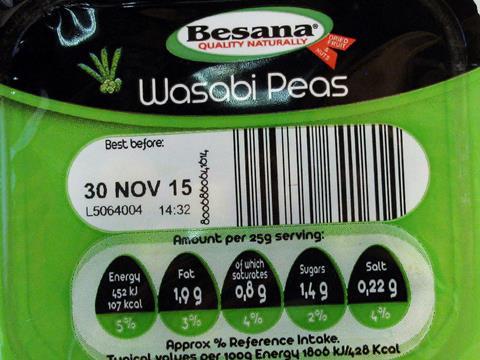 Besana®
QUALITY NATURALLY
DRIED
FRUIT
& NUTS
Wasabi Peas
Best before:
30 NOV 15
L5064004 14:32
Amount per 25g serving:
Energy
452 kJ
107 kcal
5%
Fat
1,9 g
3%
of which
saturates
0,8 g
4%
Sugars
1,4 g
2%
Salt
0,22 g
4%
Approx % Reference Intake.
Typical values per 100g Energy 1806 kJ/428 Kcal